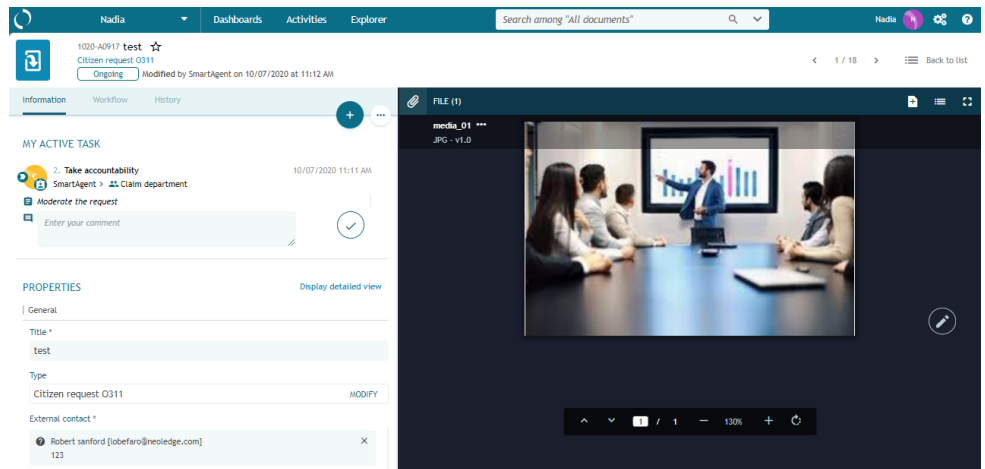 Nadia Dashboards Activities Explorer Search among "All documents" Nadia
1020-A0917 test
Citizen request O311
Ongoing Modified by SmartAgent on 10/07/2020 at 11:12 AM
1 / 18 Back to list
Information Workflow History
FILE (1)
media_01
JPG - v1.0
MY ACTIVE TASK
2. Take accountability 10/07/2020 11:11 AM
SmartAgent > Claim department
Moderate the request
Enter your comment
PROPERTIES Display detailed view
General
Title *
test
Type
Citizen request O311 MODIFY
External contact *
Robert sanford [lobefaro@neoledge.com]
123
1 / 1 130%